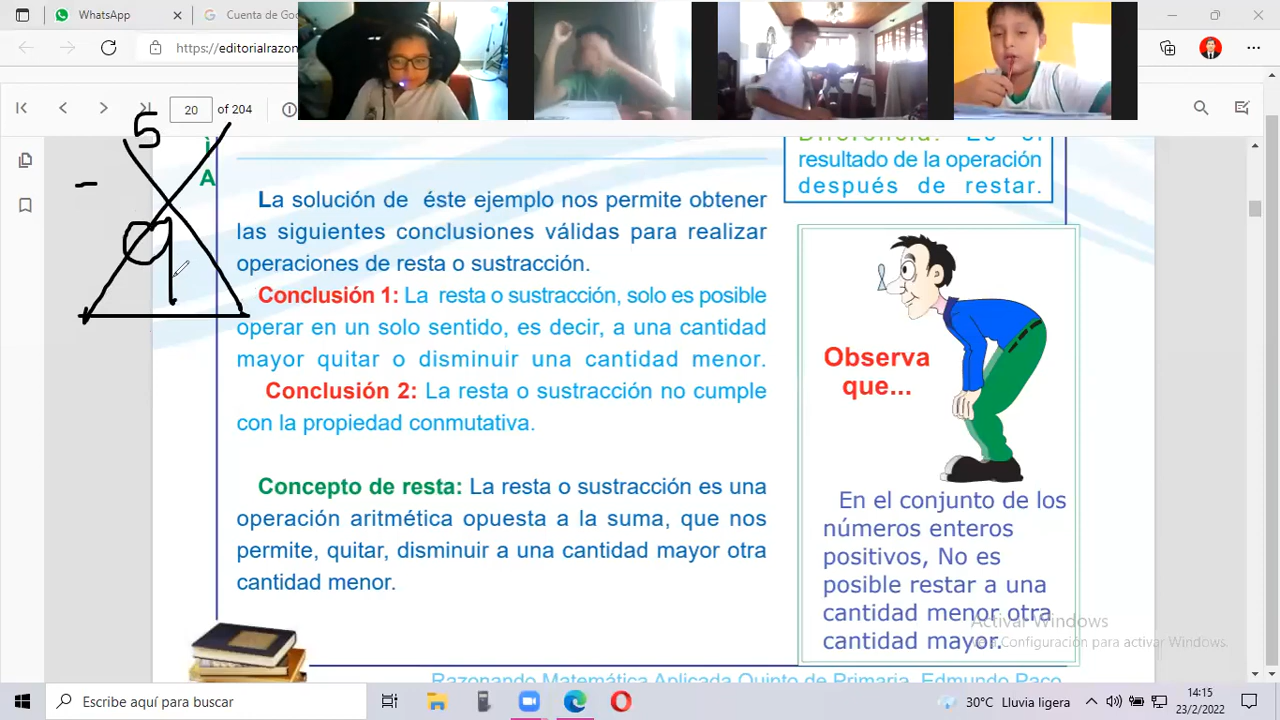 WhatsApp
Cuenta de Go
https://editorialrazon
20 de 204
5
-
9
A
resultado de la operación
después de restar.
La solución de éste ejemplo nos permite obtener
las siguientes conclusiones válidas para realizar
operaciones de resta o sustracción.
Conclusión 1: La resta o sustracción, solo es posible
operar en un solo sentido, es decir, a una cantidad
mayor quitar o disminuir una cantidad menor.
Conclusión 2: La resta o sustracción no cumple
con la propiedad conmutativa.
Concepto de resta: La resta o sustracción es una
operación aritmética opuesta a la suma, que nos
permite, quitar, disminuir a una cantidad mayor otra
cantidad menor.
Observa
que...
En el conjunto de los
números enteros
positivos, No es
posible restar a una
cantidad menor otra
cantidad mayor.
Activar Windows
Ve a Configuración para activar Windows.
Razonando Matemática Aplicada Quinto de Primaria, Edmundo Paco
Escribe aquí para buscar
30°C Lluvia ligera
14:15
23/2/2022